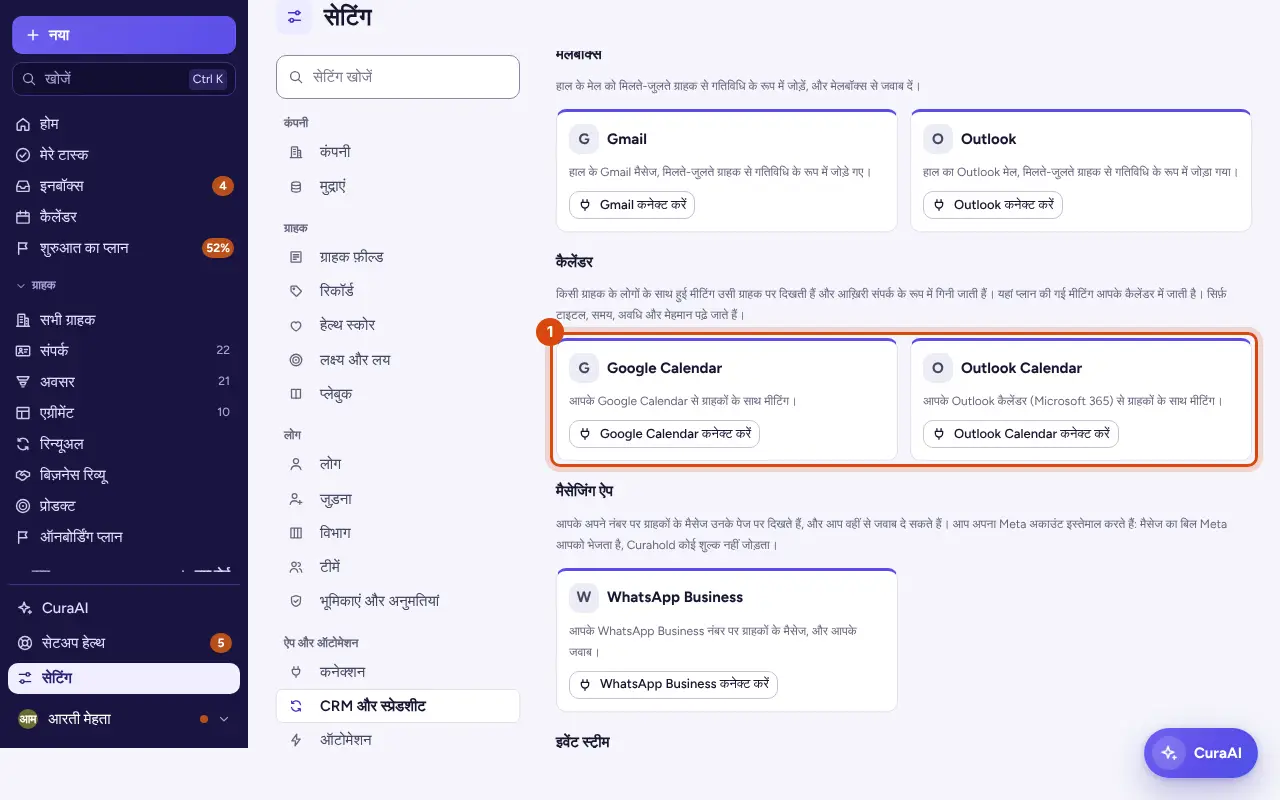 नया
खोजें
Ctrl K
होम
मेरे टास्क
इनबॉक्स
4
कैलेंडर
शुरुआत का प्लान
52%
ग्राहक
सभी ग्राहक
संपर्क
22
अवसर
21
एग्रीमेंट
10
रिन्यूअल
बिज़नेस रिव्यू
प्रोडक्ट
ऑनबोर्डिंग प्लान
CuraAI
सेटअप हेल्थ
5
सेटिंग
आम
आरती मेहता
सेटिंग
सेटिंग खोजें
कंपनी
कंपनी
मुद्राएं
ग्राहक
ग्राहक फ़ील्ड
रिकॉर्ड
हेल्थ स्कोर
लक्ष्य और लय
प्लेबुक
लोग
लोग
जुड़ना
विभाग
टीमें
भूमिकाएं और अनुमतियां
ऐप और ऑटोमेशन
कनेक्शन
CRM और स्प्रेडशीट
ऑटोमेशन
मेलबॉक्स
हाल के मेल को मिलते-जुलते ग्राहक से गतिविधि के रूप में जोड़ें, और मेलबॉक्स से जवाब दें।
G
Gmail
हाल के Gmail मैसेज, मिलते-जुलते ग्राहक से गतिविधि के रूप में जोड़े गए।
Gmail कनेक्ट करें
O
Outlook
हाल का Outlook मेल, मिलते-जुलते ग्राहक से गतिविधि के रूप में जोड़ा गया।
Outlook कनेक्ट करें
कैलेंडर
किसी ग्राहक के लोगों के साथ हुई मीटिंग उसी ग्राहक पर दिखती हैं और आख़िरी संपर्क के रूप में गिनी जाती हैं। यहां प्लान की गई मीटिंग आपके कैलेंडर में जाती है। सिर्फ़
टाइटल, समय, अवधि और मेहमान पढ़े जाते हैं।
1
G
Google Calendar
आपके Google Calendar से ग्राहकों के साथ मीटिंग।
Google Calendar कनेक्ट करें
O
Outlook Calendar
आपके Outlook कैलेंडर (Microsoft 365) से ग्राहकों के साथ मीटिंग।
Outlook Calendar कनेक्ट करें
मैसेजिंग ऐप
आपके अपने नंबर पर ग्राहकों के मैसेज उनके पेज पर दिखते हैं, और आप वहीं से जवाब दे सकते हैं। आप अपना Meta अकाउंट इस्तेमाल करते हैं: मैसेज का बिल Meta
आपको भेजता है, Curahold कोई शुल्क नहीं जोड़ता।
W
WhatsApp Business
आपके WhatsApp Business नंबर पर ग्राहकों के मैसेज, और आपके
जवाब।
WhatsApp Business कनेक्ट करें
इवेंट स्टीम
CuraAI